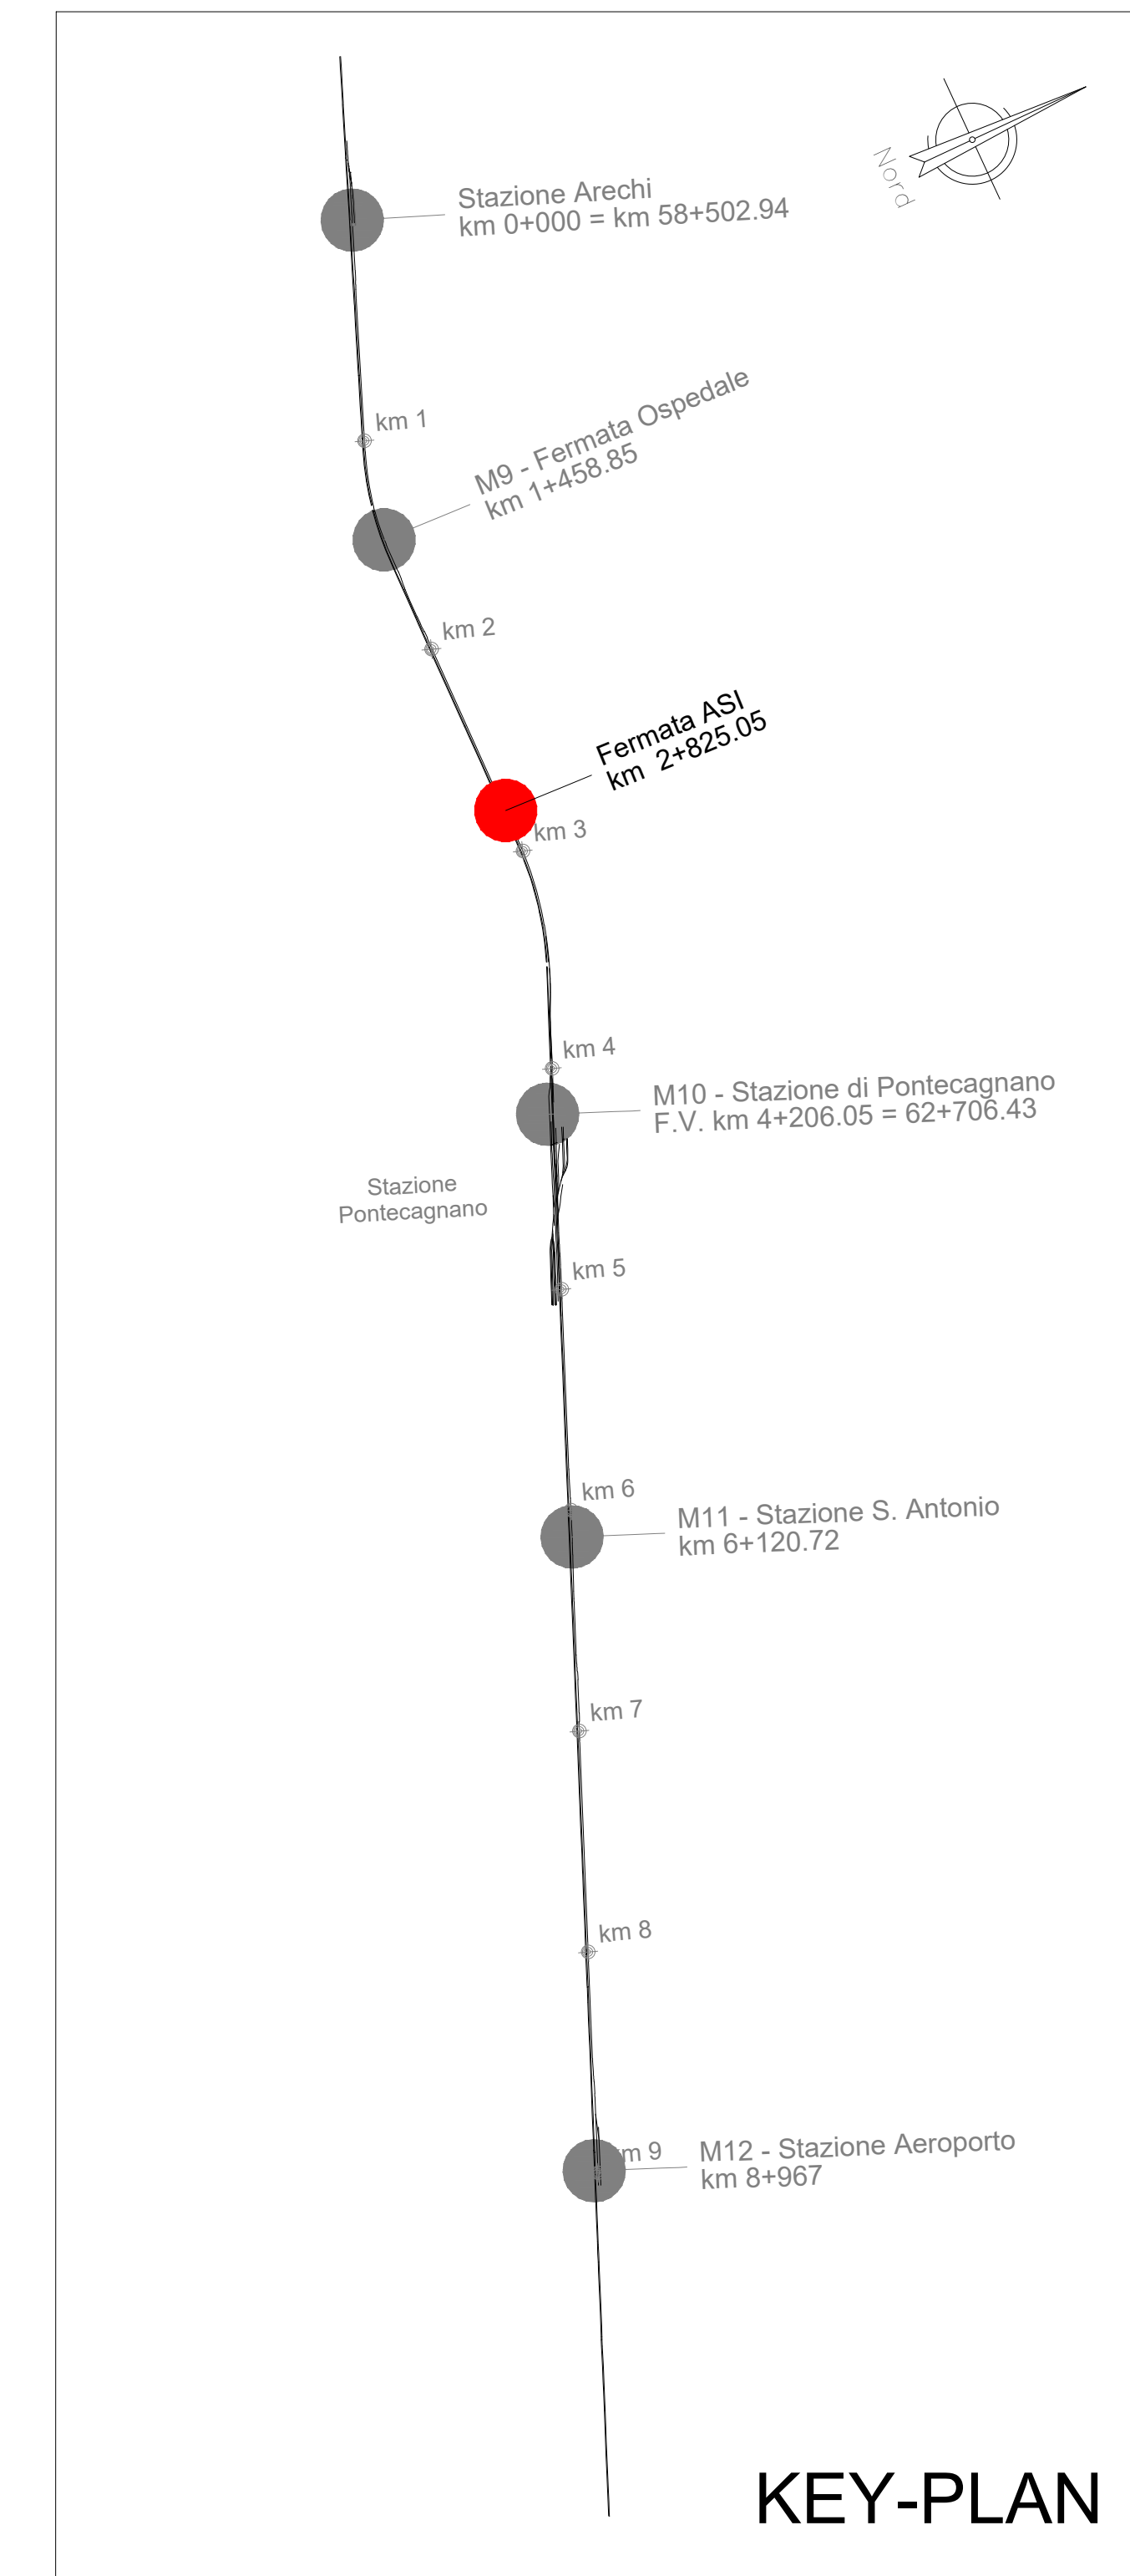 Nord
Stazione Arechi
km 0+000 = km 58+502.94
km 1
M9 - Fermata Ospedale
km 1+458.85
km 2
Fermata ASI
km 2+825.05
km 3
km 4
M10 - Stazione di Pontecagnano
F.V. km 4+206.05 = 62+706.43
Stazione
Pontecagnano
km 5
km 6
M11 - Stazione S. Antonio
km 6+120.72
km 7
km 8
m 9
M12 - Stazione Aeroporto
km 8+967
KEY-PLAN